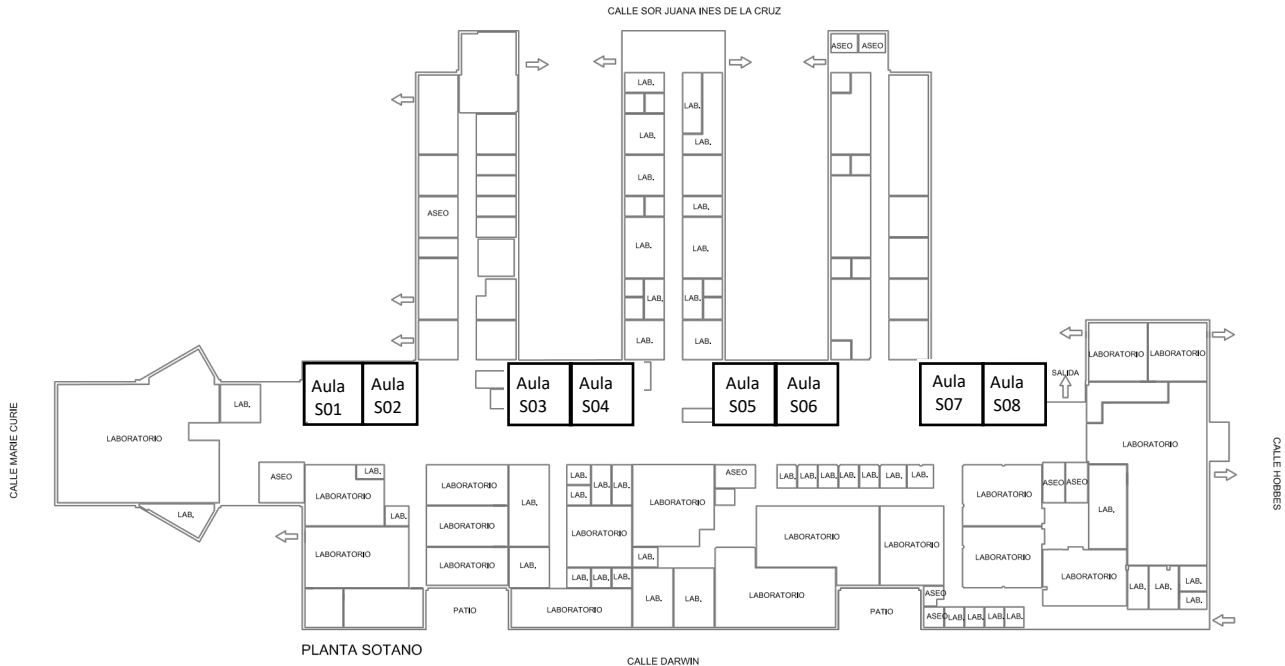 CALLE SOR JUANA INES DE LA CRUZ
ASEO ASEO
LAB.
LAB.
LAB.
LAB.
LAB.
LAB.
ASEO
LAB.
LAB.
LAB.
LAB.
LAB.
LAB.
LAB.
LAB.
LABORATORIO LABORATORIO
SALIDA
Aula S01
Aula S02
Aula S03
Aula S04
Aula S05
Aula S06
Aula S07
Aula S08
LAB.
CALLE MARIE CURIE
LABORATORIO
LABORATORIO
CALLE HOBBES
ASEO
LAB.
LABORATORIO
LABORATORIO
LAB.
LAB.
LAB.
LAB.
LAB.
ASEO
LAB. LAB. LAB. LAB. LAB. LAB. LAB.
LABORATORIO
LABORATORIO
ASEO ASEO
LAB.
LAB.
LAB.
LABORATORIO
LABORATORIO
LABORATORIO
LABORATORIO
LABORATORIO
LABORATORIO
LABORATORIO
LAB.
LABORATORIO
LAB.
LAB. LAB. LAB.
LABORATORIO
LAB. LAB. LAB.
LAB.
ASEO
PATIO
LABORATORIO
LAB.
LAB.
LABORATORIO
PATIO
ASEO LAB. LAB. LAB. LAB.
PLANTA SOTANO
CALLE DARWIN